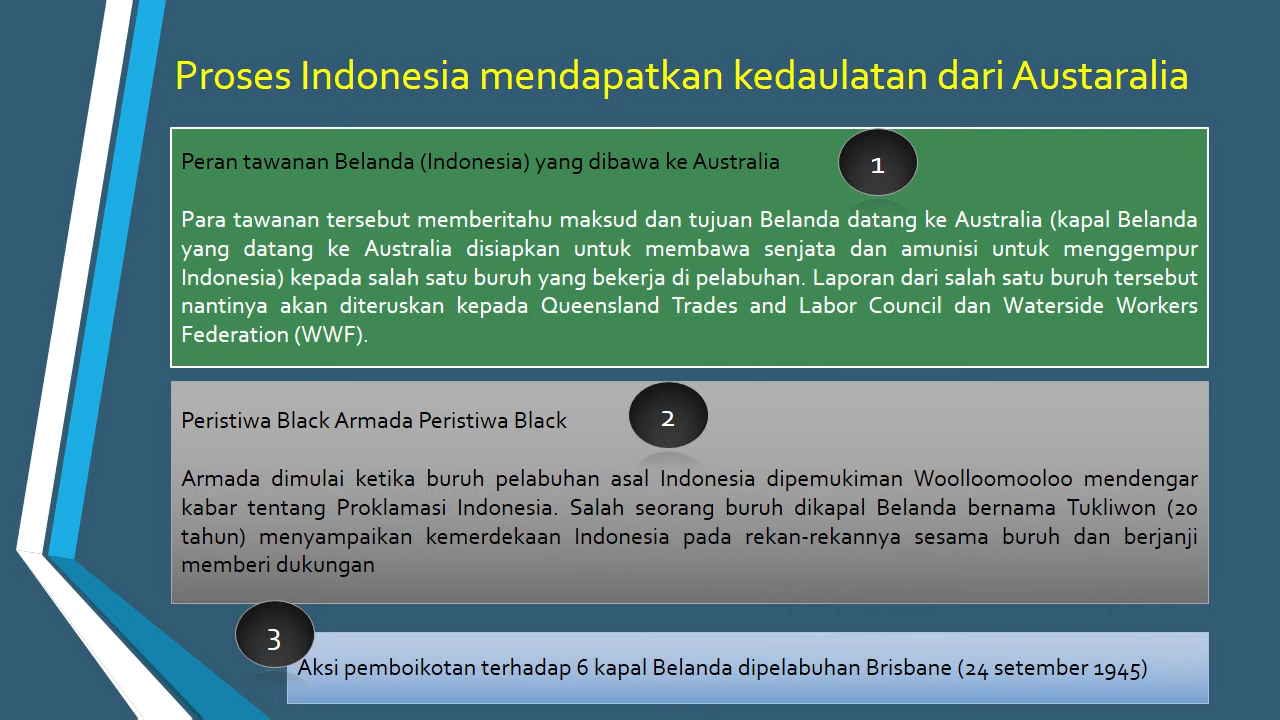 Proses Indonesia mendapatkan kedaulatan dari Austaralia
Peran tawanan Belanda (Indonesia) yang dibawa ke Australia
1
Para tawanan tersebut memberitahu maksud dan tujuan Belanda datang ke Australia (kapal Belanda
yang datang ke Australia disiapkan untuk membawa senjata dan amunisi untuk menggempur
Indonesia) kepada salah satu buruh yang bekerja di pelabuhan. Laporan dari salah satu buruh tersebut
nantinya akan diteruskan kepada Queensland Trades and Labor Council dan Waterside Workers
Federation (WWF).
Peristiwa Black Armada Peristiwa Black
2
Armada dimulai ketika buruh pelabuhan asal Indonesia dipemukiman Woolloomooloo mendengar
kabar tentang Proklamasi Indonesia. Salah seorang buruh dikapal Belanda bernama Tukliwon (20
tahun) menyampaikan kemerdekaan Indonesia pada rekan-rekannya sesama buruh dan berjanji
memberi dukungan
3
Aksi pemboikotan terhadap 6 kapal Belanda dipelabuhan Brisbane (24 setember 1945)